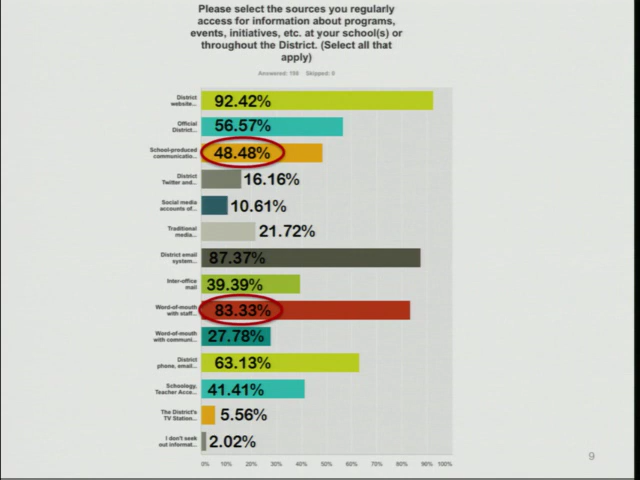 Please select the sources you regularly
access for information about programs,
events, initiatives, etc. at your school(s) or
throughout the District. (Select all that
apply)
Answered: 198 Skipped: 0
District
website...
92.42%
Official
District...
56.57%
School-produced
communicatio...
48.48%
District
Twitter and...
16.16%
Social media
accounts of...
10.61%
Traditional
media...
21.72%
District email
system...
87.37%
Inter-office
mail
39.39%
Word-of-mouth
with staff...
83.33%
Word-of-mouth
with communi...
27.78%
District
phone, email...
63.13%
Schoology,
Teacher Acce...
41.41%
The District's
TV Station...
5.56%
I don't seek
out informat...
2.02%
0% 10% 20% 30% 40% 50% 60% 70% 80% 90% 100%
9